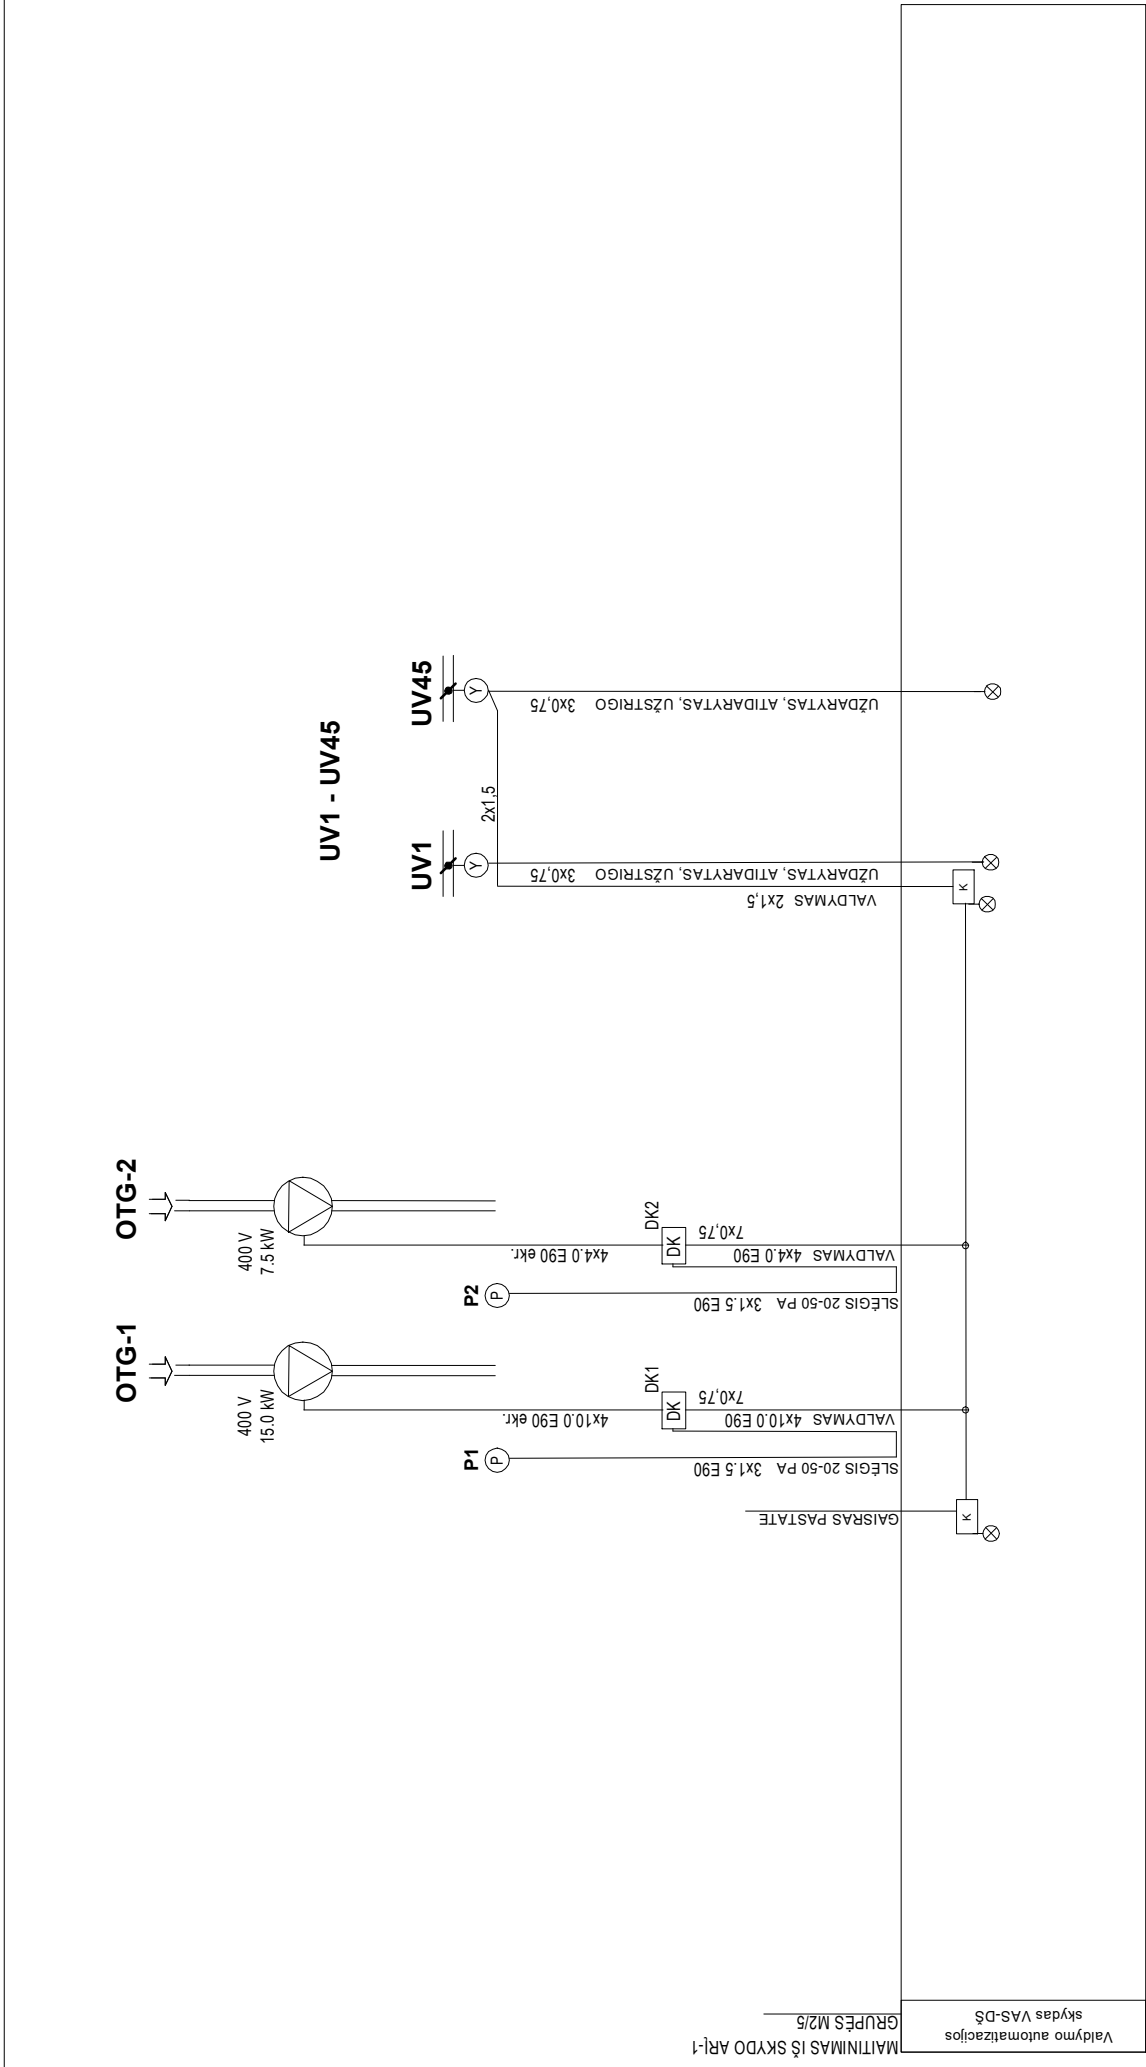 OTG-2
400 V
7.5 kW
OTG-1
400 V
15.0 kW
UV1 - UV45
UV45
Y
UV1
Y
2x1,5
UŽDARYTAS, ATIDARYTAS, UŽSTRIGO 3x0,75
UŽDARYTAS, ATIDARYTAS, UŽSTRIGO 3x0,75
VALDYMAS 2x1,5
K
P2
P
4x4.0 E90 ekr.
DK2
DK
7x0,75
VALDYMAS 4x4.0 E90
SLĖGIS 20-50 PA 3x1.5 E90
P1
P
4x10.0 E90 ekr.
DK1
DK
7x0,75
VALDYMAS 4x10.0 E90
SLĖGIS 20-50 PA 3x1.5 E90
GAISRAS PASTATE
K
MAITINIMAS IŠ SKYDO ARĮ-1
GRUPĖS M2/5
Valdymo automatizacijos
skydas VAS-DŠ